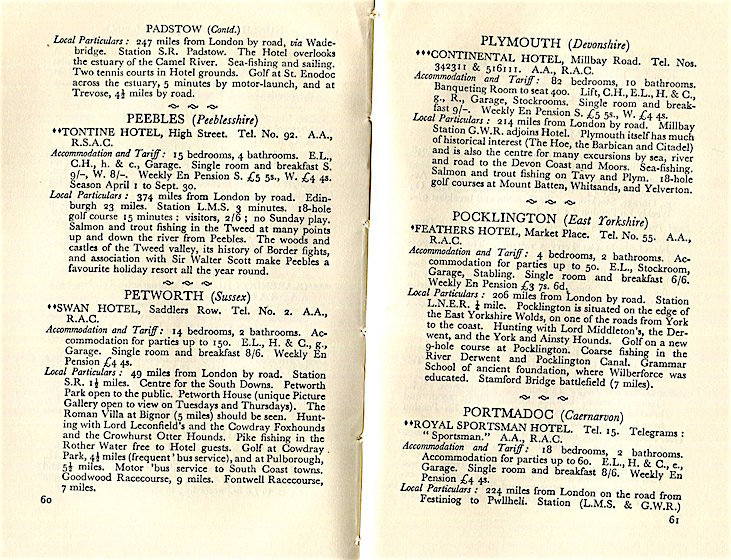 PADSTOW (Contd.)
Local Particulars : 247 miles from London by road, via Wade-
bridge. Station S.R. Padstow. The Hotel overlooks
the estuary of the Camel River. Sea-fishing and sailing.
Two tennis courts in Hotel grounds. Golf at St. Enodoc
across the estuary, 5 minutes by motor-launch, and at
Trevose, 4½ miles by road.
PEEBLES (Peeblesshire)
**TONTINE HOTEL, High Street. Tel. No. 92. A.A.,
R.S.A.C.
Accommodation and Tariff : 15 bedrooms, 4 bathrooms. E.L.,
C.H., h. & c., Garage. Single room and breakfast S.
9/-, W. 8/-. Weekly En Pension S. £5 5s., W. £4 4s.
Season April 1 to Sept. 30.
Local Particulars : 374 miles from London by road. Edin-
burgh 23 miles. Station L.M.S. 3 minutes. 18-hole
golf course 15 minutes : visitors, 2/6 ; no Sunday play.
Salmon and trout fishing in the Tweed at many points
up and down the river from Peebles. The woods and
castles of the Tweed valley, its history of Border fights,
and association with Sir Walter Scott make Peebles a
favourite holiday resort all the year round.
PETWORTH (Sussex)
**SWAN HOTEL, Saddlers Row. Tel. No. 2. A.A.,
R.A.C.
Accommodation and Tariff : 14 bedrooms, 2 bathrooms. Ac-
commodation for parties up to 150. E.L., H. & C., g.,
Garage. Single room and breakfast 8/6. Weekly En
Pension £4 4s.
Local Particulars : 49 miles from London by road. Station
S.R. 1½ miles. Centre for the South Downs. Petworth
Park open to the public. Petworth House (unique Picture
Gallery open to view on Tuesdays and Thursdays). The
Roman Villa at Bignor (5 miles) should be seen. Hunt-
ing with Lord Leconfield's and the Cowdray Foxhounds
and the Crowhurst Otter Hounds. Pike fishing in the
Rother Water free to Hotel guests. Golf at Cowdray
Park, 4½ miles (frequent 'bus service), and at Pulborough,
5½ miles. Motor 'bus service to South Coast towns.
Goodwood Racecourse, 9 miles. Fontwell Racecourse,
7 miles.
60
PLYMOUTH (Devonshire)
***CONTINENTAL HOTEL, Millbay Road. Tel. Nos.
342311 & 516111. A.A., R.A.C.
Accommodation and Tariff : 82 bedrooms, 10 bathrooms.
Banqueting Room to seat 400. Lift, C.H., E.L., H. & C.,
g., R., Garage, Stockrooms. Single room and break-
fast 9/-. Weekly En Pension S. £5 5s., W. £4 4s.
Local Particulars : 214 miles from London by road. Millbay
Station G.W.R. adjoins Hotel. Plymouth itself has much
of historical interest (The Hoe, the Barbican and Citadel)
and is also the centre for many excursions by sea, river
and road to the Devon Coast and Moors. Sea-fishing.
Salmon and trout fishing on Tavy and Plym. 18-hole
golf courses at Mount Batten, Whitsands, and Yelverton.
POCKLINGTON (East Yorkshire)
*FEATHERS HOTEL, Market Place. Tel. No. 55. A.A.,
R.A.C.
Accommodation and Tariff : 4 bedrooms, 2 bathrooms. Ac-
commodation for parties up to 50. E.L., Stockroom,
Garage, Stabling. Single room and breakfast 6/6.
Weekly En Pension £3 7s. 6d.
Local Particulars : 206 miles from London by road. Station
L.N.E.R. ¼ mile. Pocklington is situated on the edge of
the East Yorkshire Wolds, on one of the roads from York
to the coast. Hunting with Lord Middleton's, the Der-
went, and the York and Ainsty Hounds. Golf on a new
9-hole course at Pocklington. Coarse fishing in the
River Derwent and Pocklington Canal. Grammar
School of ancient foundation, where Wilberforce was
educated. Stamford Bridge battlefield (7 miles).
PORTMADOC (Caernarvon)
**ROYAL SPORTSMAN HOTEL. Tel. 15. Telegrams :
"Sportsman." A.A., R.A.C.
Accommodation and Tariff : 18 bedrooms, 2 bathrooms.
Accommodation for parties up to 60. E.L., H. & C., e.,
Garage. Single room and breakfast 8/6. Weekly En
Pension £4 4s.
Local Particulars : 224 miles from London on the road from
Festiniog to Pwllheli. Station (L.M.S. & G.W.R.)
61